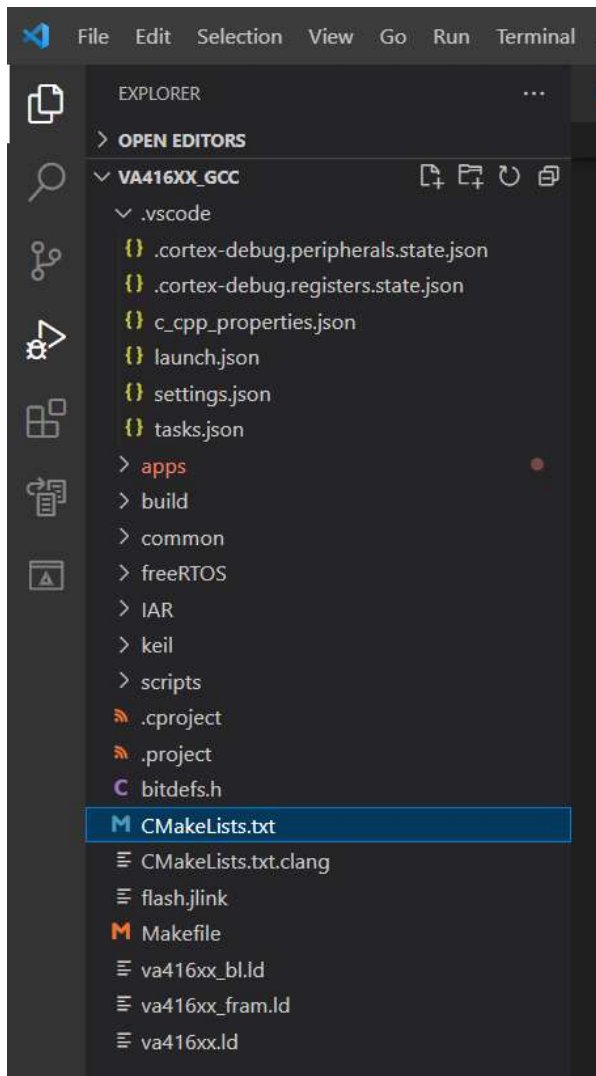 File Edit Selection View Go Run Terminal
EXPLORER
OPEN EDITORS
VA416XX_GCC
.vscode
.cortex-debug.peripherals.state.json
.cortex-debug.registers.state.json
c_cpp_properties.json
launch.json
settings.json
tasks.json
apps
build
common
freeRTOS
IAR
keil
scripts
.cproject
.project
C bitdefs.h
M CMakeLists.txt
CMakeLists.txt.clang
flash.jlink
M Makefile
va416xx_bl.ld
va416xx_fram.ld
va416xx.ld